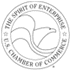 THE SPIRIT OF ENTERPRISE
U.S. CHAMBER OF COMMERCE